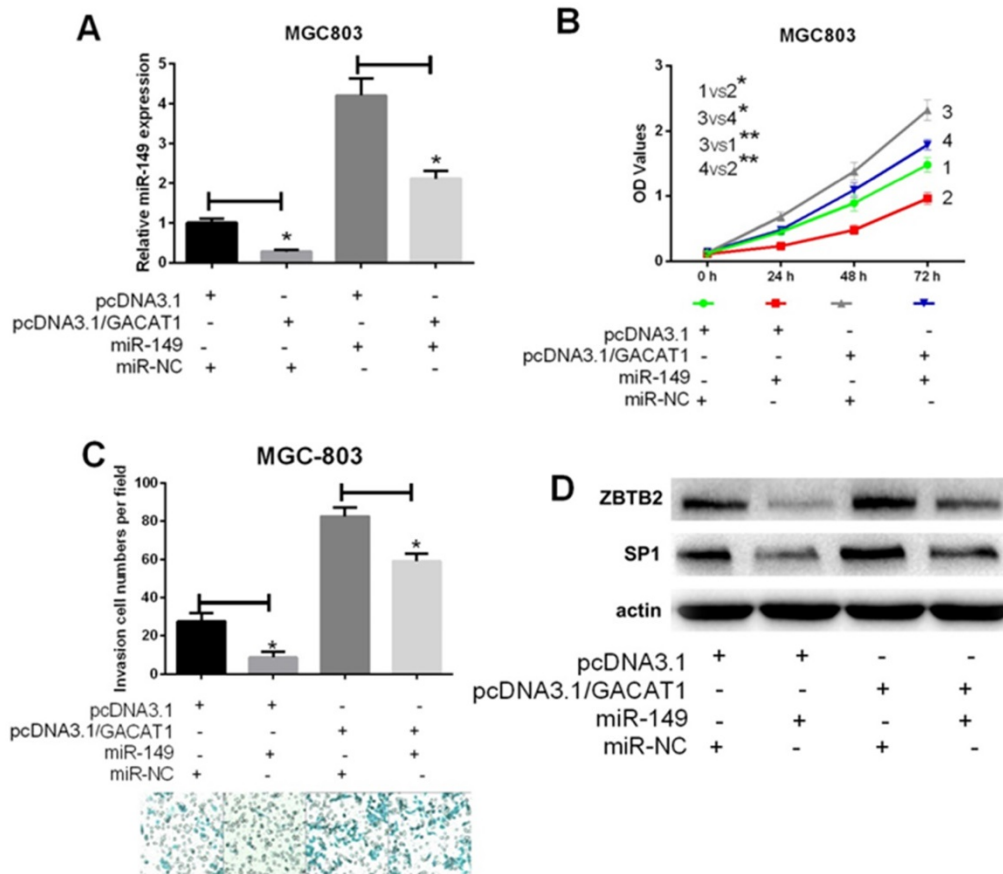 A
MGC803
Relative miR-149 expression
5
4
3
2
1
0
*
*
pcDNA3.1 + - + -
pcDNA3.1/GACAT1 - + - +
miR-149 - - + +
miR-NC + + - -
B
MGC803
OD Values
3
2
1
0
1vs2*
3vs4*
3vs1**
4vs2**
3
4
1
2
0 h 24 h 48 h 72 h
pcDNA3.1 + + - -
pcDNA3.1/GACAT1 - - + +
miR-149 - + - +
miR-NC + - + -
C
MGC-803
Invasion cell numbers per field
100
80
60
40
20
0
*
*
pcDNA3.1 + + - -
pcDNA3.1/GACAT1 - - + +
miR-149 - + - +
miR-NC + - + -
D
ZBTB2
SP1
actin
pcDNA3.1 + + - -
pcDNA3.1/GACAT1 - - + +
miR-149 - + - +
miR-NC + - + -